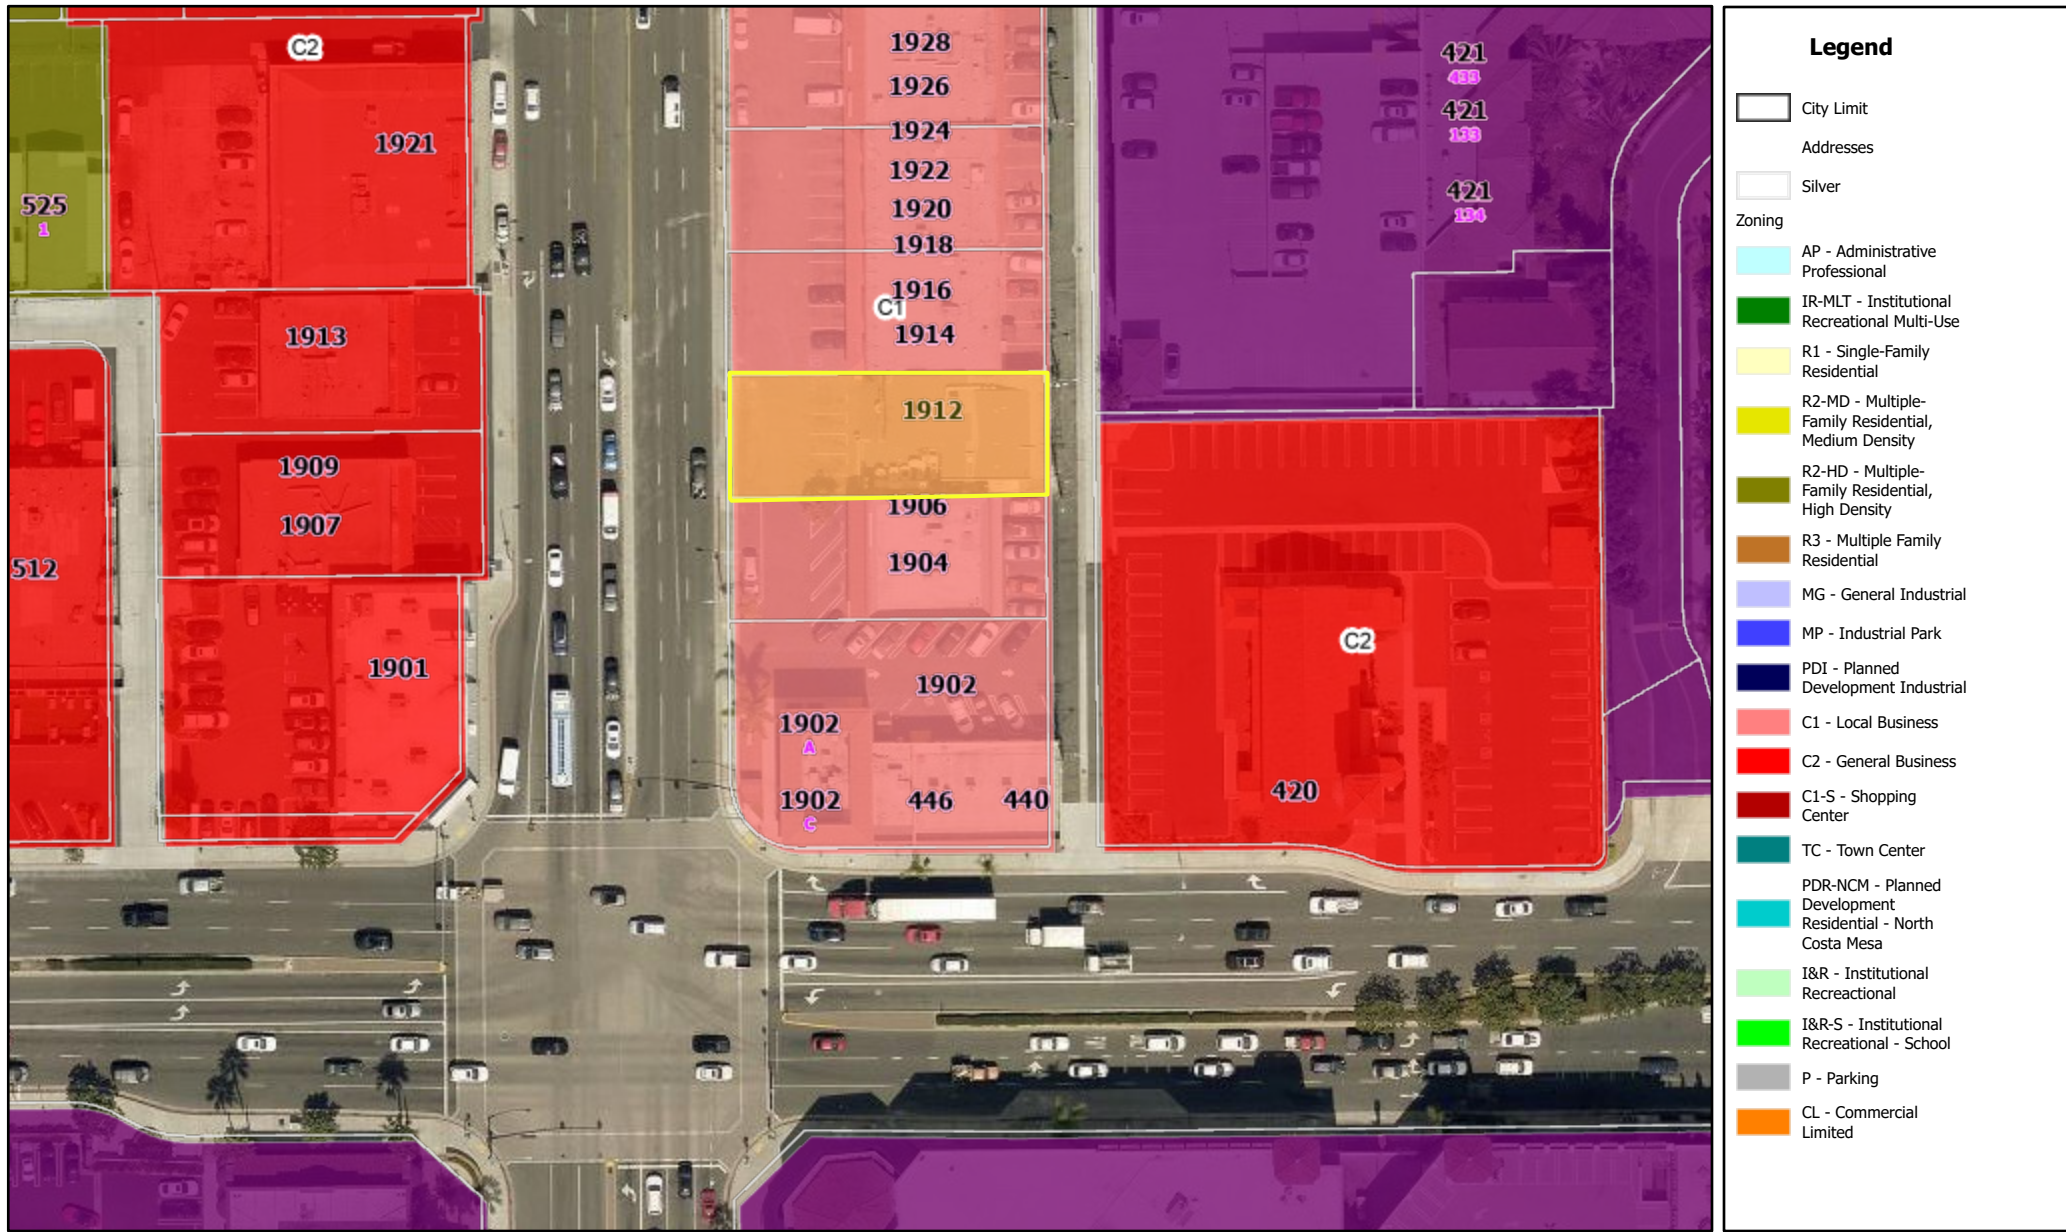 C2
1921
525
1
1913
1909
1907
512
1901
1928
1926
1924
1922
1920
1918
1916
C1
1914
1912
1906
1904
1902
1902
A
1902
C
446
440
421
433
421
133
421
134
C2
420
Legend
City Limit
Addresses
Silver
Zoning
AP - Administrative
Professional
IR-MLT - Institutional
Recreational Multi-Use
R1 - Single-Family
Residential
R2-MD - Multiple-
Family Residential,
Medium Density
R2-HD - Multiple-
Family Residential,
High Density
R3 - Multiple Family
Residential
MG - General Industrial
MP - Industrial Park
PDI - Planned
Development Industrial
C1 - Local Business
C2 - General Business
C1-S - Shopping
Center
TC - Town Center
PDR-NCM - Planned
Development
Residential - North
Costa Mesa
I&R - Institutional
Recreactional
I&R-S - Institutional
Recreational - School
P - Parking
CL - Commercial
Limited